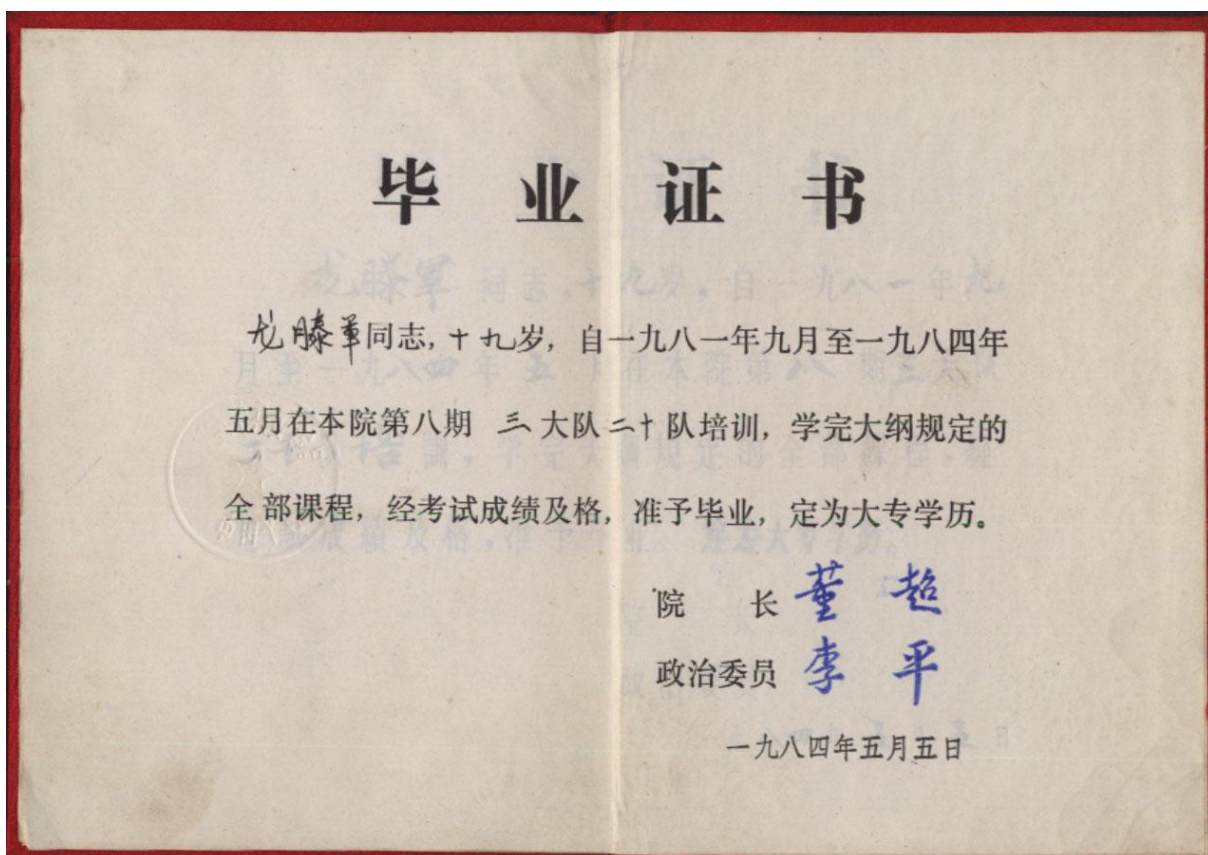 毕业证书
龙滕军同志，十九岁，自一九八一年九月至一九八四年
五月在本院第八期 三大队二十队培训，学完大纲规定的
全部课程，经考试成绩及格，准予毕业，定为大专学历。
院 长 董 超
政治委员 李 平
一九八四年五月五日